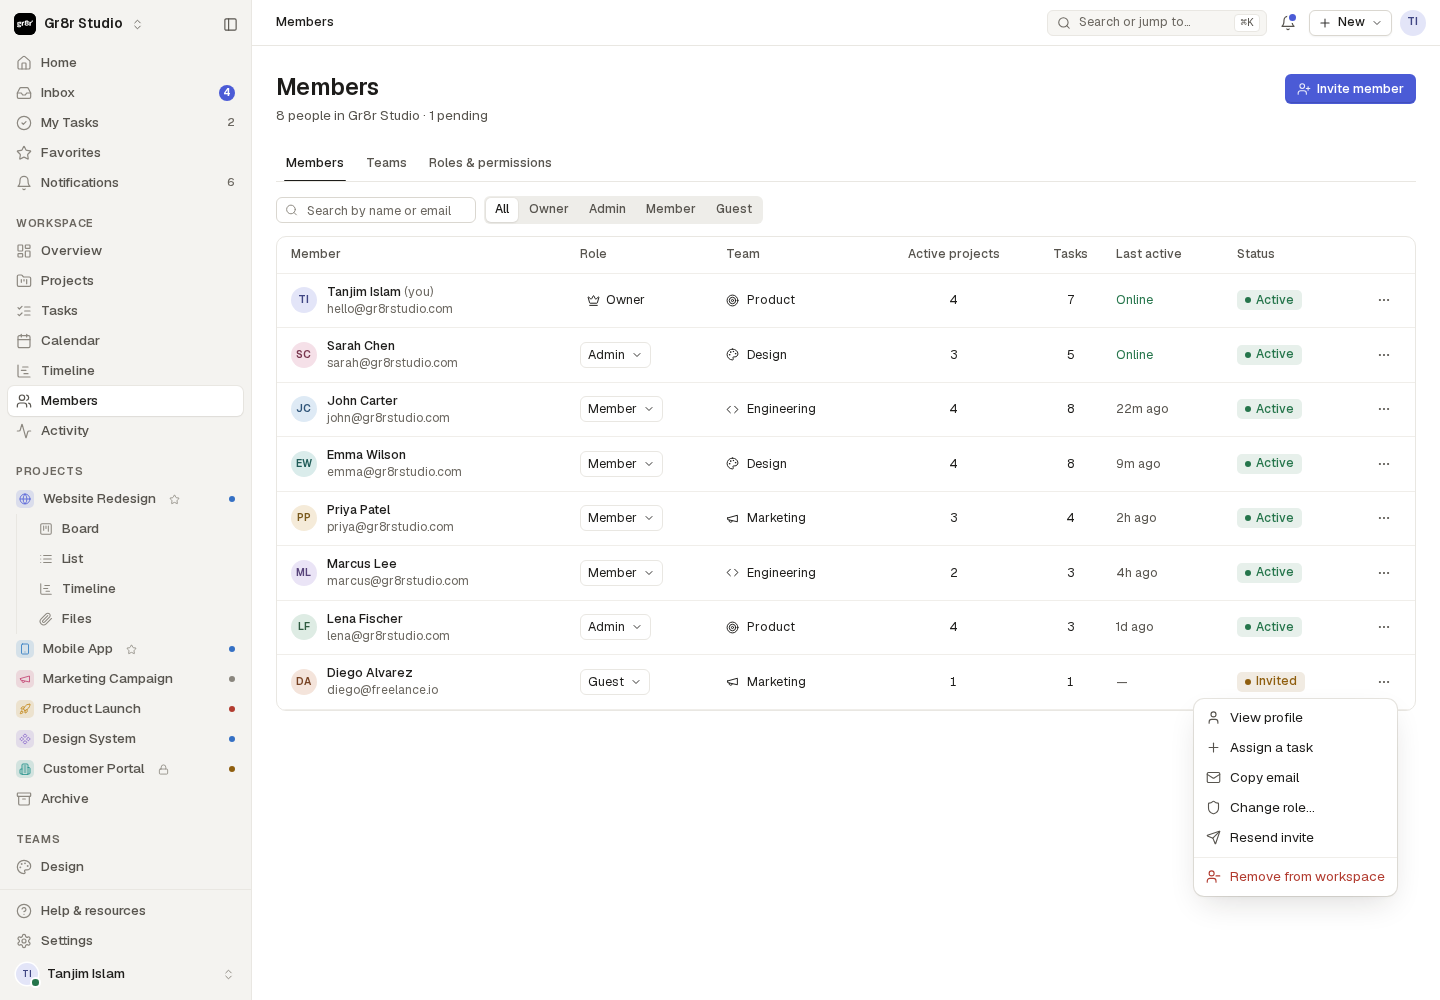 gr8r
Gr8r Studio
Home
Inbox 4
My Tasks 2
Favorites
Notifications 6
WORKSPACE
Overview
Projects
Tasks
Calendar
Timeline
Members
Activity
PROJECTS
Website Redesign
Board
List
Timeline
Files
Mobile App
Marketing Campaign
Product Launch
Design System
Customer Portal
Archive
TEAMS
Design
Help & resources
Settings
TI Tanjim Islam
Members
Search or jump to... ⌘K
New
TI
Members
8 people in Gr8r Studio · 1 pending
Invite member
Members Teams Roles & permissions
Search by name or email
All Owner Admin Member Guest
Member Role Team Active projects Tasks Last active Status
TI Tanjim Islam (you) Owner Product 4 7 Online Active
hello@gr8rstudio.com
SC Sarah Chen Admin Design 3 5 Online Active
sarah@gr8rstudio.com
JC John Carter Member Engineering 4 8 22m ago Active
john@gr8rstudio.com
EW Emma Wilson Member Design 4 8 9m ago Active
emma@gr8rstudio.com
PP Priya Patel Member Marketing 3 4 2h ago Active
priya@gr8rstudio.com
ML Marcus Lee Member Engineering 2 3 4h ago Active
marcus@gr8rstudio.com
LF Lena Fischer Admin Product 4 3 1d ago Active
lena@gr8rstudio.com
DA Diego Alvarez Guest Marketing 1 1 — Invited
diego@freelance.io
View profile
Assign a task
Copy email
Change role...
Resend invite
Remove from workspace